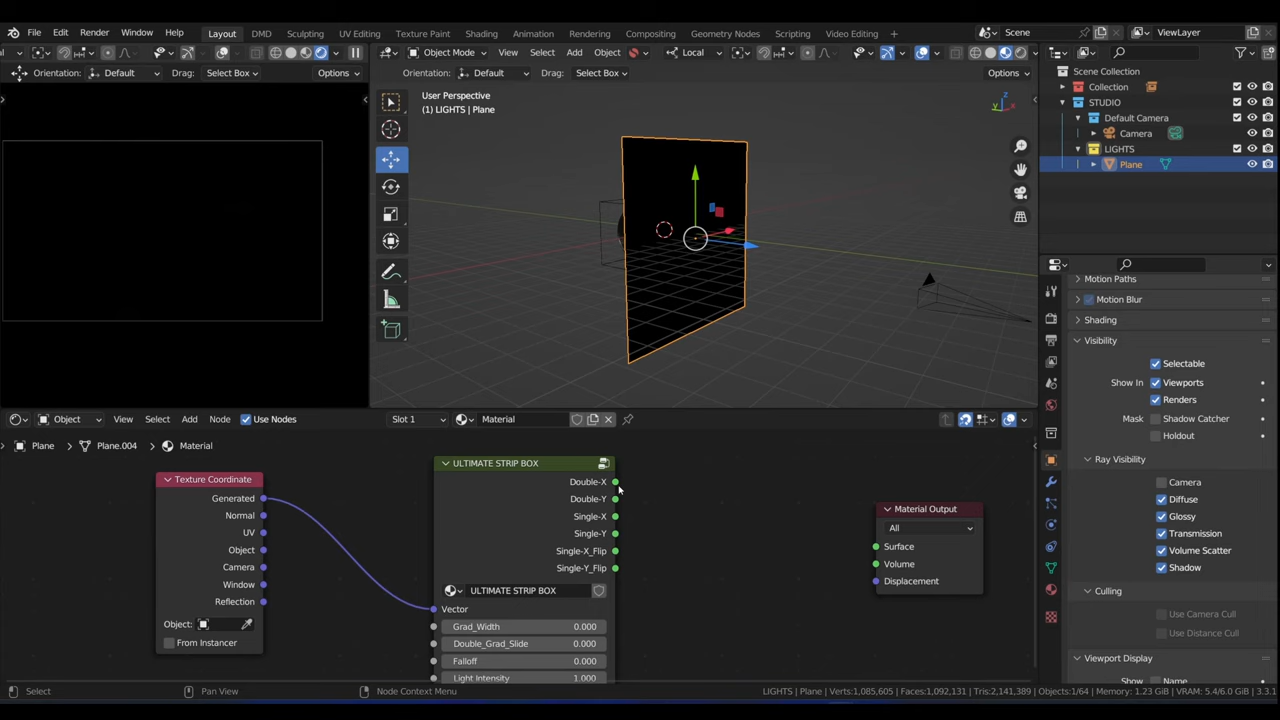 File Edit Render Window Help Layout DMD Sculpting UV Editing Texture Paint Shading Animation Rendering Compositing Geometry Nodes Scripting Video Editing + Scene ViewLayer
Object Mode View Select Add Object Local
Orientation: Default Drag: Select Box Options Orientation: Default Drag: Select Box Options
User Perspective
(1) LIGHTS | Plane
Z
Y
X
Scene Collection
Collection
STUDIO
Default Camera
Camera
LIGHTS
Plane
Motion Paths
Motion Blur
Shading
Visibility
Selectable
Show In Viewports
Renders
Mask Shadow Catcher
Holdout
Ray Visibility
Camera
Diffuse
Glossy
Transmission
Volume Scatter
Shadow
Culling
Use Camera Cull
Use Distance Cull
Viewport Display
Show Name
Object View Select Add Node Use Nodes Slot 1 Material
Plane Plane.004 Material
Texture Coordinate
Generated
Normal
UV
Object
Camera
Window
Reflection
Object:
From Instancer
ULTIMATE STRIP BOX
Double-X
Double-Y
Single-X
Single-Y
Single-X_Flip
Single-Y_Flip
ULTIMATE STRIP BOX
Vector
Grad_Width 0.000
Double_Grad_Slide 0.000
Falloff 0.000
Light Intensity 1.000
Material Output
All
Surface
Volume
Displacement
Select Pan View Node Context Menu LIGHTS | Plane | Verts:1,085,605 | Faces:1,092,131 | Tris:2,141,389 | Objects:1/64 | Memory: 1.23 GiB | VRAM: 5.4/6.0 GiB | 3.3.1